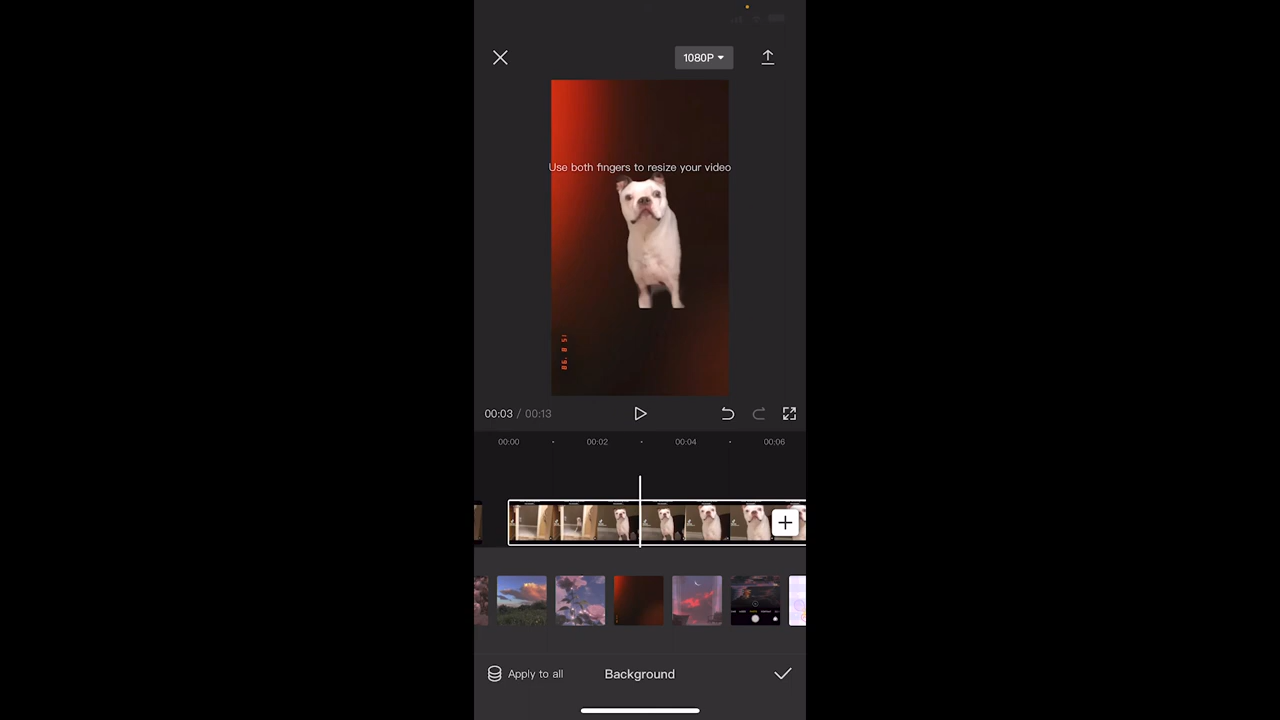 1080P
Use both fingers to resize your video
00:03 / 00:13
00:00 00:02 00:04 00:06
Apply to all
Background